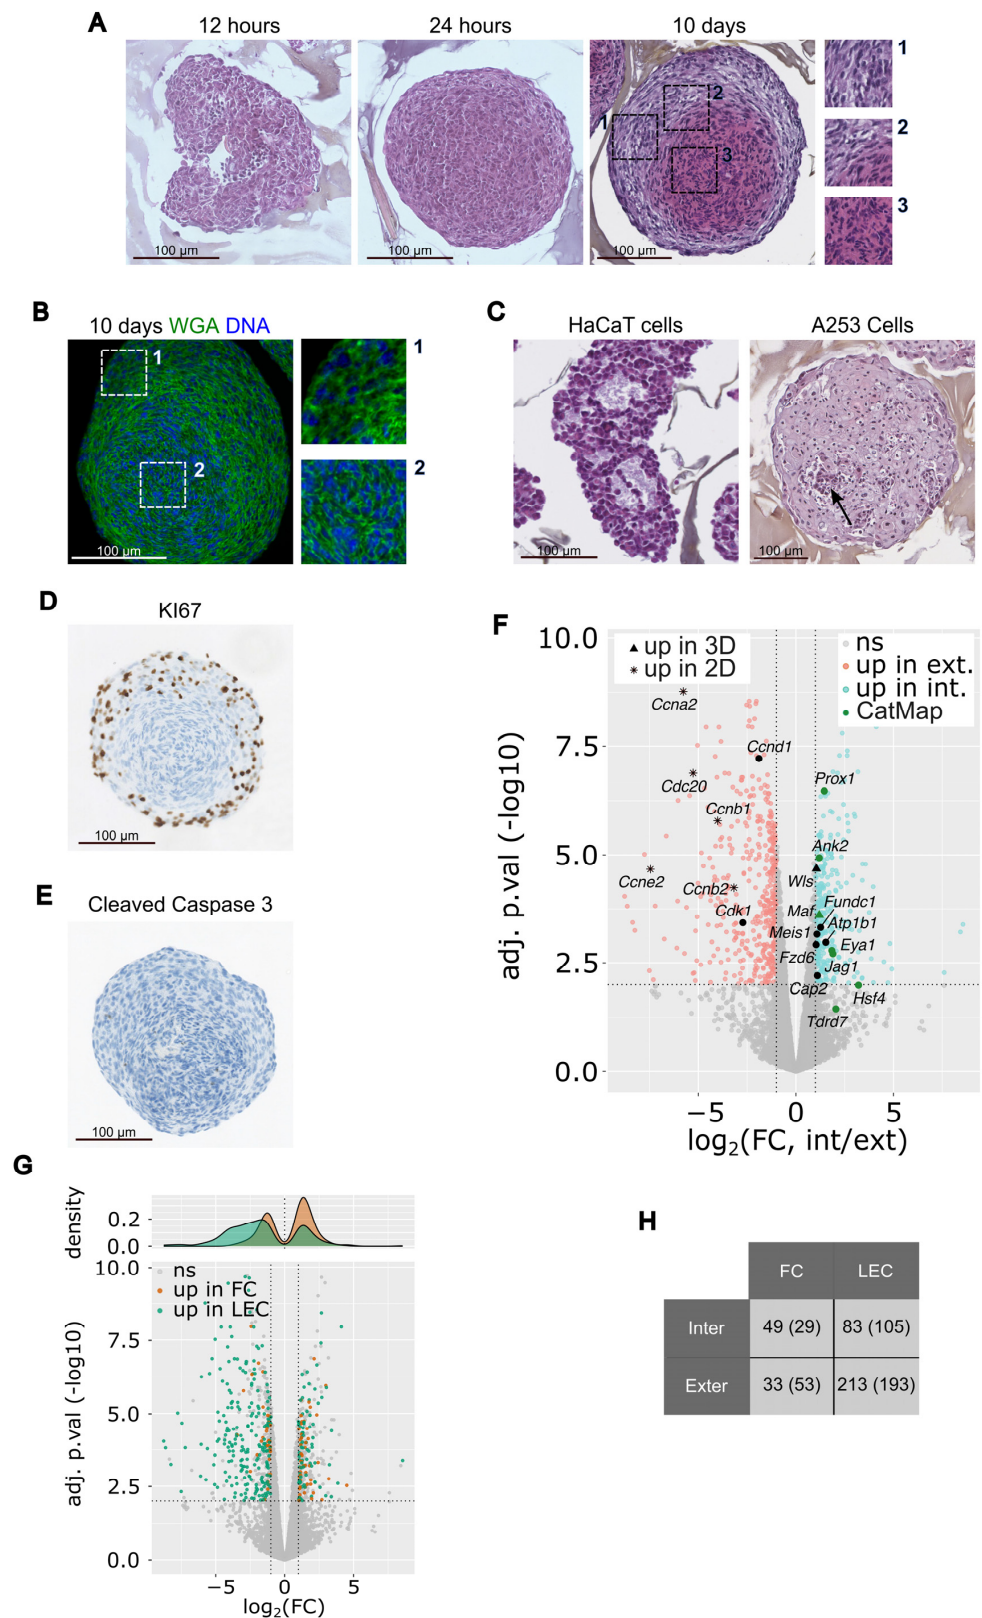 A
12 hours
24 hours
10 days
1
2
3
1
2
3
100 µm
100 µm
100 µm
B
10 days WGA DNA
1
2
1
2
100 µm
C
HaCaT cells
A253 Cells
100 µm
100 µm
D
KI67
100 µm
E
Cleaved Caspase 3
100 µm
F
10.0
7.5
5.0
2.5
0.0
adj. p.val (-log10)
up in 3D
up in 2D
ns
up in ext.
up in int.
CatMap
Ccna2
Ccnd1
Cdc20
Prox1
Ccnb1
Ank2
Ccne2
Ccnb2
Wls
Cdk1
Maf
Fundc1
Meis1
Atp1b1
Fzd6
Eya1
Jag1
Cap2
Hsf4
Tdrd7
−5
0
5
log2(FC, int/ext)
G
density
0.2
0.0
10.0
7.5
5.0
2.5
0.0
adj. p.val (-log10)
ns
up in FC
up in LEC
−5
0
5
log2(FC)
H
FC
LEC
Inter
49 (29)
83 (105)
Exter
33 (53)
213 (193)